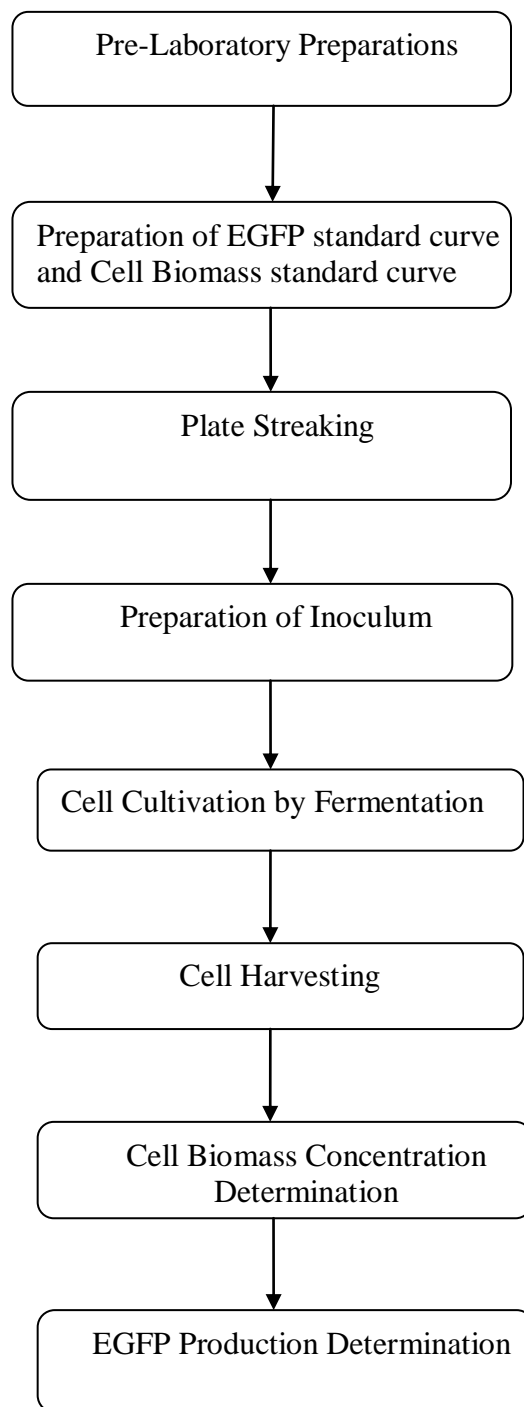 Pre-Laboratory Preparations
Preparation of EGFP standard curve
and Cell Biomass standard curve
Plate Streaking
Preparation of Inoculum
Cell Cultivation by Fermentation
Cell Harvesting
Cell Biomass Concentration
Determination
EGFP Production Determination